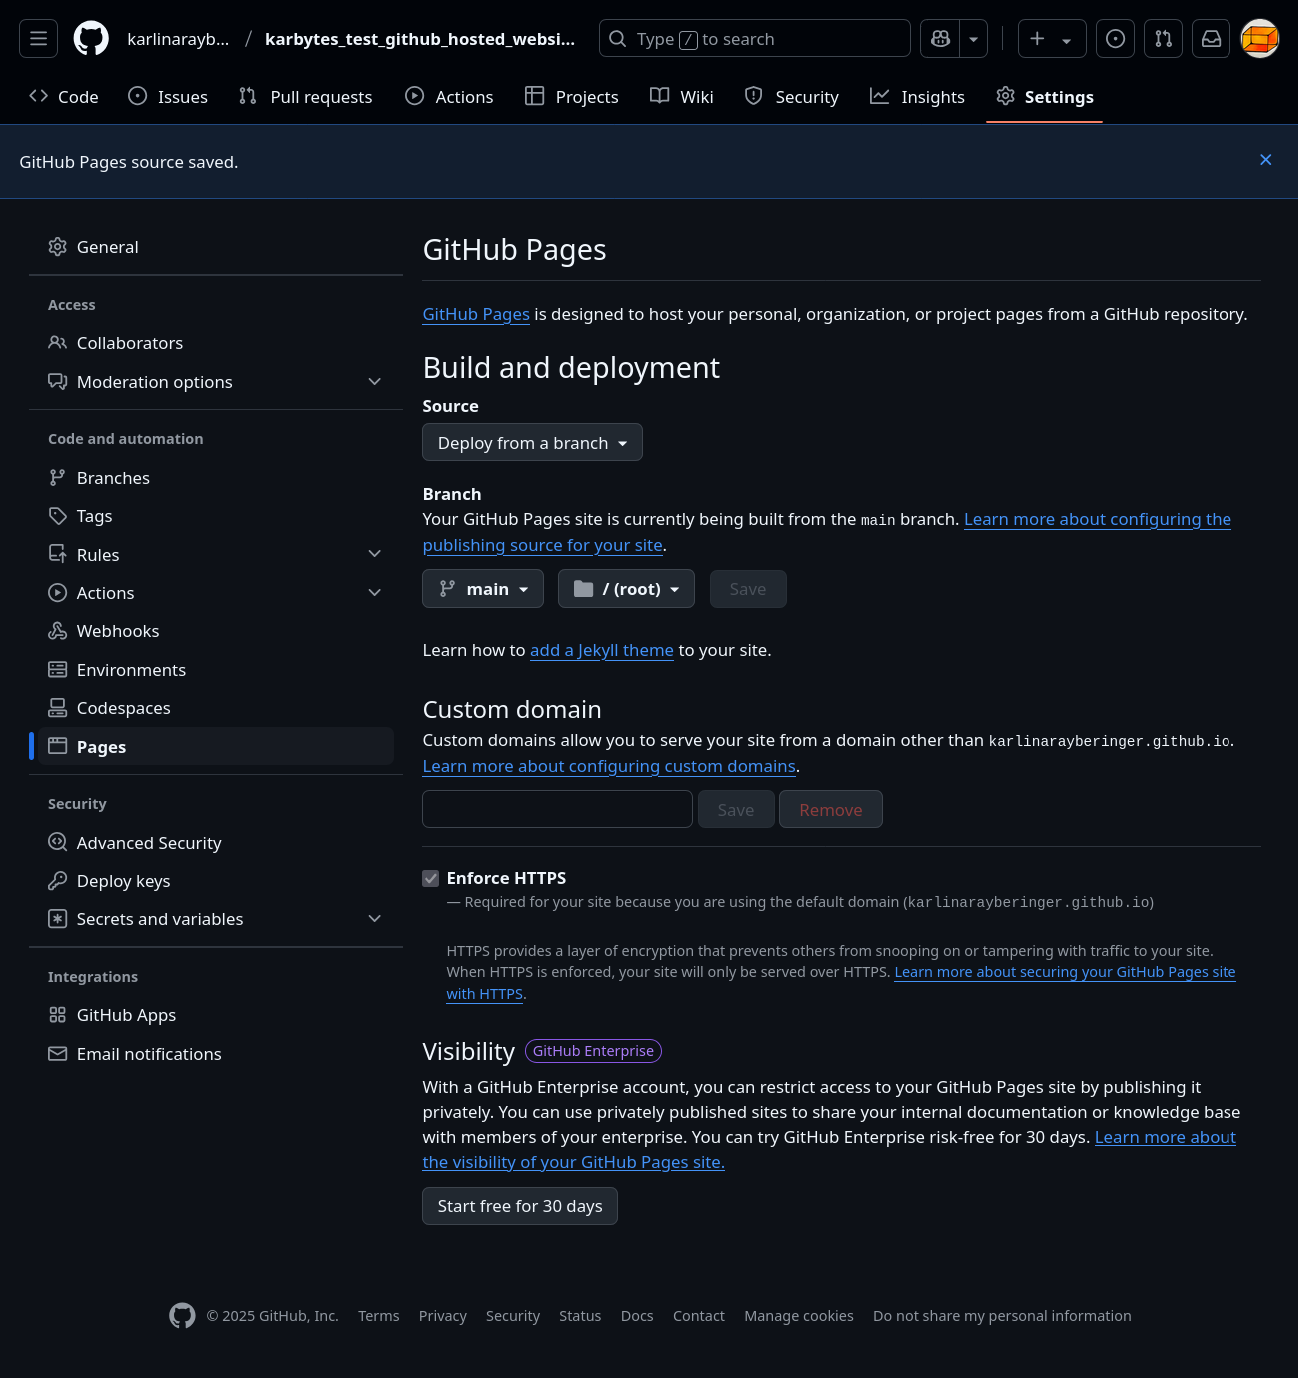 karlinarayb... / karbytes_test_github_hosted_websi... Type / to search
Code Issues Pull requests Actions Projects Wiki Security Insights Settings
GitHub Pages source saved.
General
Access
Collaborators
Moderation options
Code and automation
Branches
Tags
Rules
Actions
Webhooks
Environments
Codespaces
Pages
Security
Advanced Security
Deploy keys
Secrets and variables
Integrations
GitHub Apps
Email notifications
GitHub Pages
GitHub Pages is designed to host your personal, organization, or project pages from a GitHub repository.
Build and deployment
Source
Deploy from a branch
Branch
Your GitHub Pages site is currently being built from the main branch. Learn more about configuring the
publishing source for your site.
main / (root) Save
Learn how to add a Jekyll theme to your site.
Custom domain
Custom domains allow you to serve your site from a domain other than karlinarayberinger.github.io.
Learn more about configuring custom domains.
Save Remove
Enforce HTTPS
— Required for your site because you are using the default domain (karlinarayberinger.github.io)
HTTPS provides a layer of encryption that prevents others from snooping on or tampering with traffic to your site.
When HTTPS is enforced, your site will only be served over HTTPS. Learn more about securing your GitHub Pages site
with HTTPS.
Visibility GitHub Enterprise
With a GitHub Enterprise account, you can restrict access to your GitHub Pages site by publishing it
privately. You can use privately published sites to share your internal documentation or knowledge base
with members of your enterprise. You can try GitHub Enterprise risk-free for 30 days. Learn more about
the visibility of your GitHub Pages site.
Start free for 30 days
© 2025 GitHub, Inc. Terms Privacy Security Status Docs Contact Manage cookies Do not share my personal information